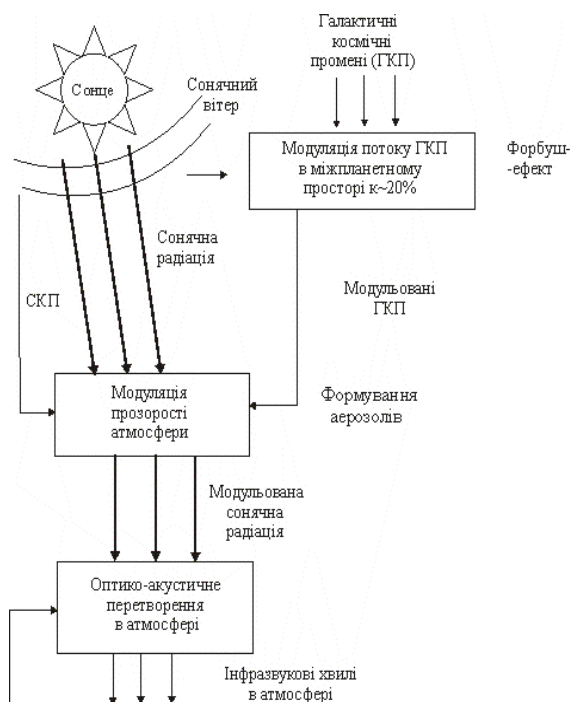 Галактичні
космічні
промені (ГКП)
Сонце
Сонячний
вітер
Модуляція потоку ГКП
в міжпланетному
просторі к~20%
Форбуш-
-ефект
Сонячна
радіація
СКП
Модульовані
ГКП
Модуляція
прозорості
атмосфери
Формування
аерозолів
Модульована
сонячна
радіація
Оптико-акустичне
перетворення
в атмосфері
Інфразвукові хвилі
в атмосфері